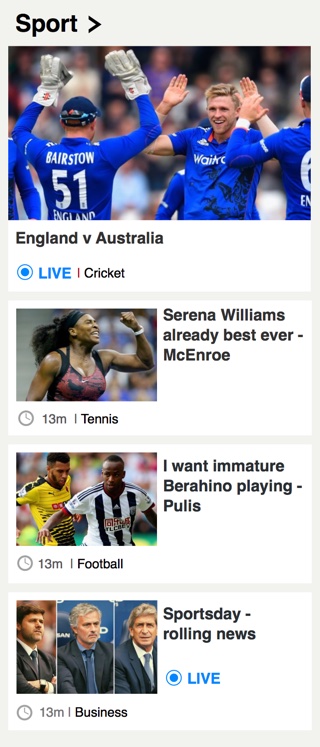 Sport >
BAIRSTOW
51
ENGLAND
Waitro
6
England v Australia
LIVE | Cricket
Serena Williams
already best ever -
McEnroe
13m | Tennis
I want immature
Berahino playing -
Pulis
13m | Football
Sportsday -
rolling news
LIVE
13m | Business